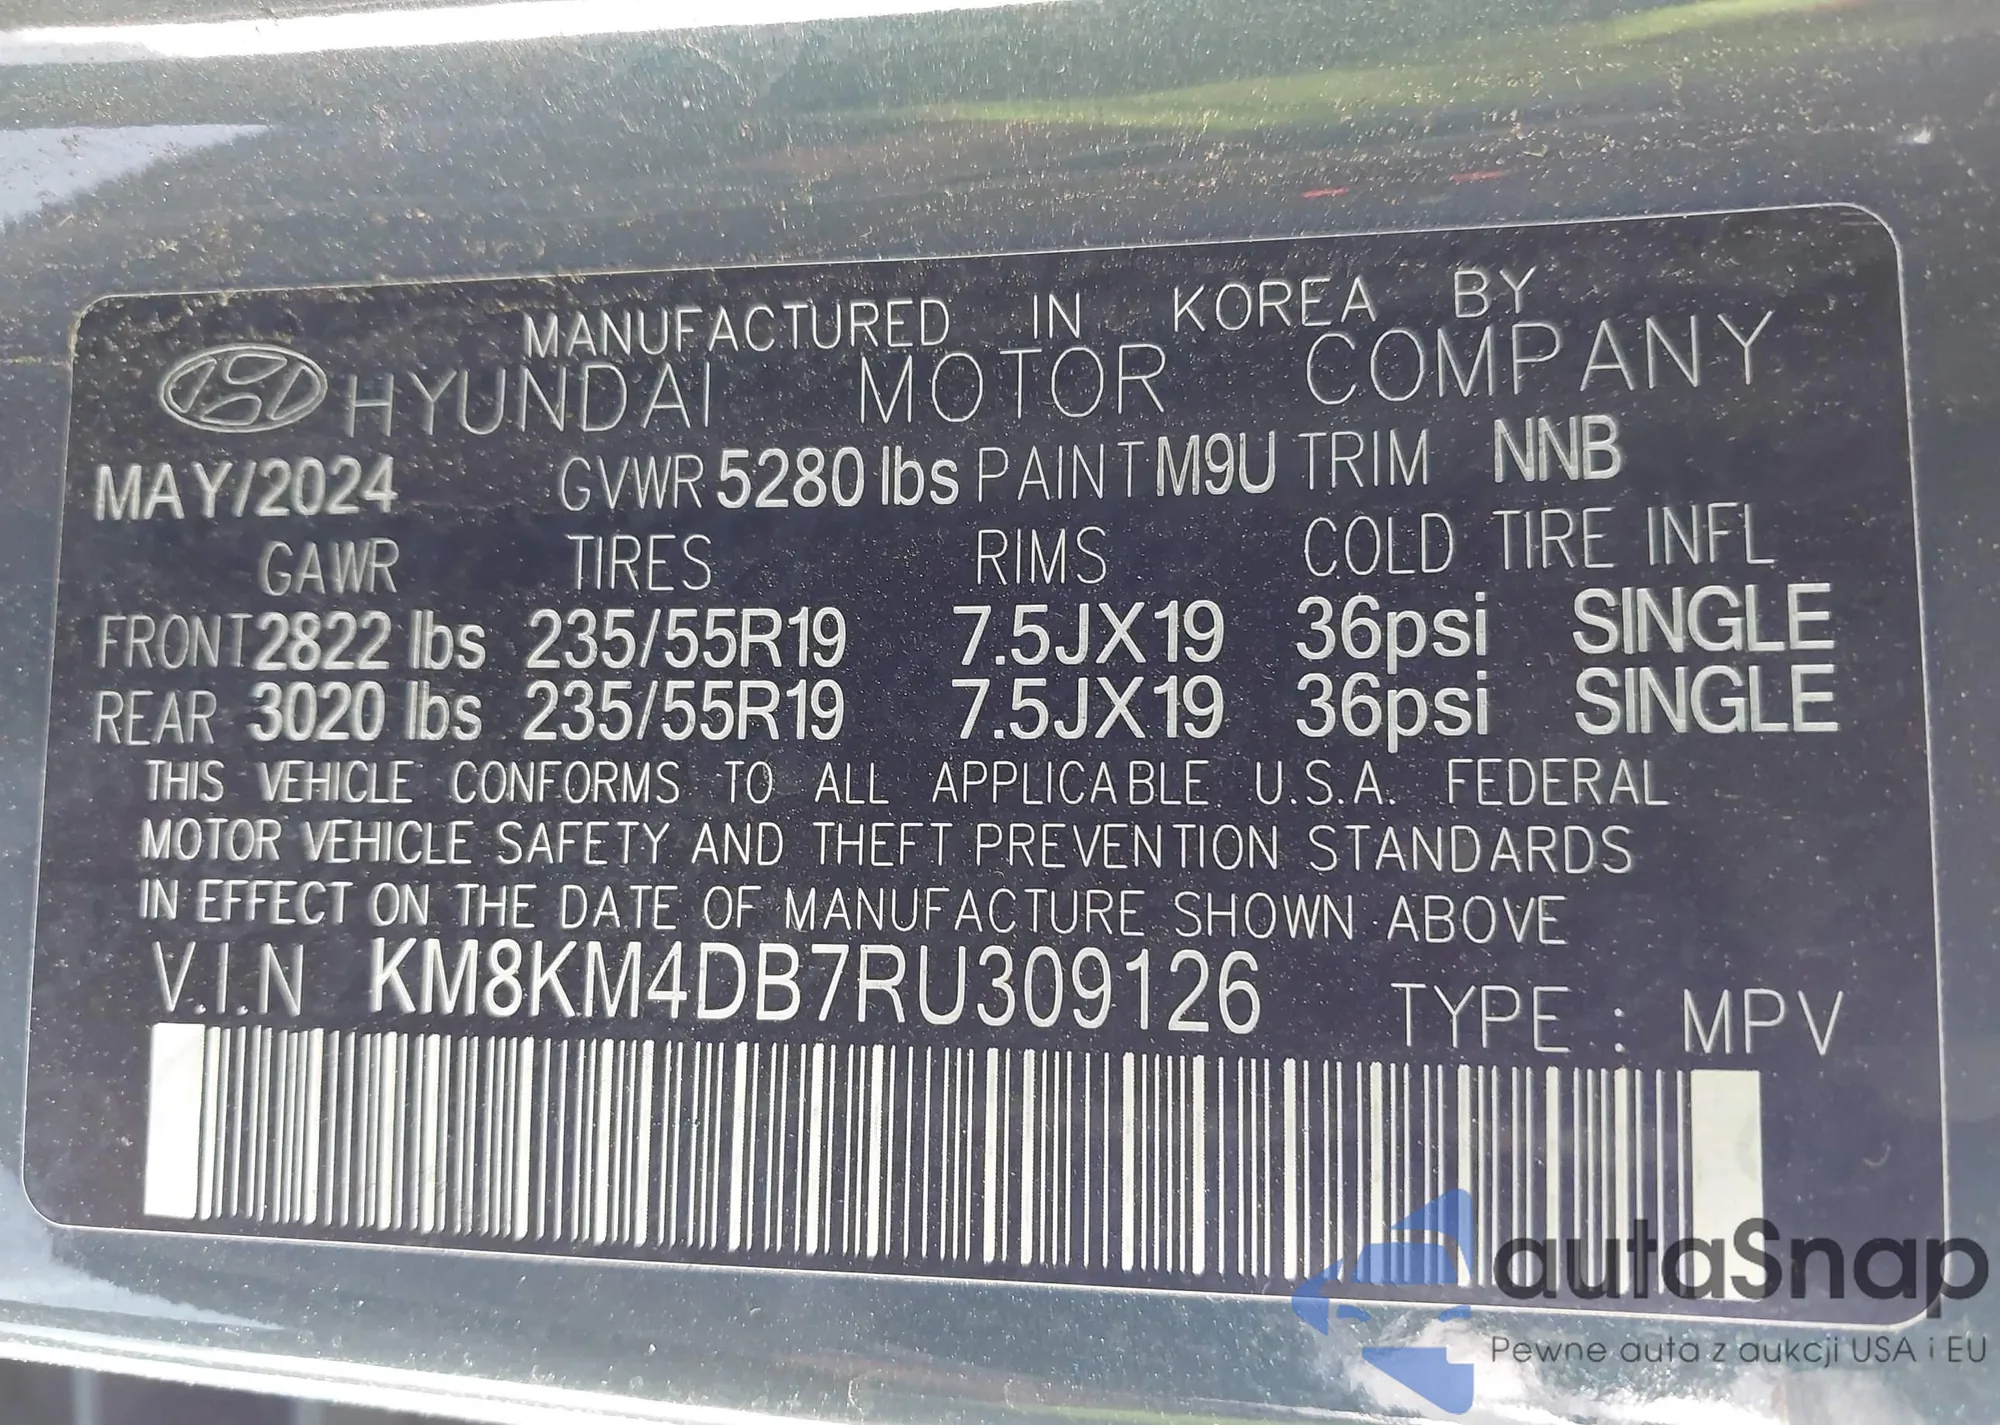 MANUFACTURED IN KOREA BY
HYUNDAI MOTOR COMPANY
MAY/2024 GVWR 5280 lbs PAINT M9U TRIM NNB
GAWR TIRES RIMS COLD TIRE INFL
FRONT 2822 lbs 235/55R19 7.5JX19 36psi SINGLE
REAR 3020 lbs 235/55R19 7.5JX19 36psi SINGLE
THIS VEHICLE CONFORMS TO ALL APPLICABLE U.S.A. FEDERAL
MOTOR VEHICLE SAFETY AND THEFT PREVENTION STANDARDS
IN EFFECT ON THE DATE OF MANUFACTURE SHOWN ABOVE
V.I.N KM8KM4DB7RU309126 TYPE : MPV
autaSnap
Pewne auta z aukcji USA i EU